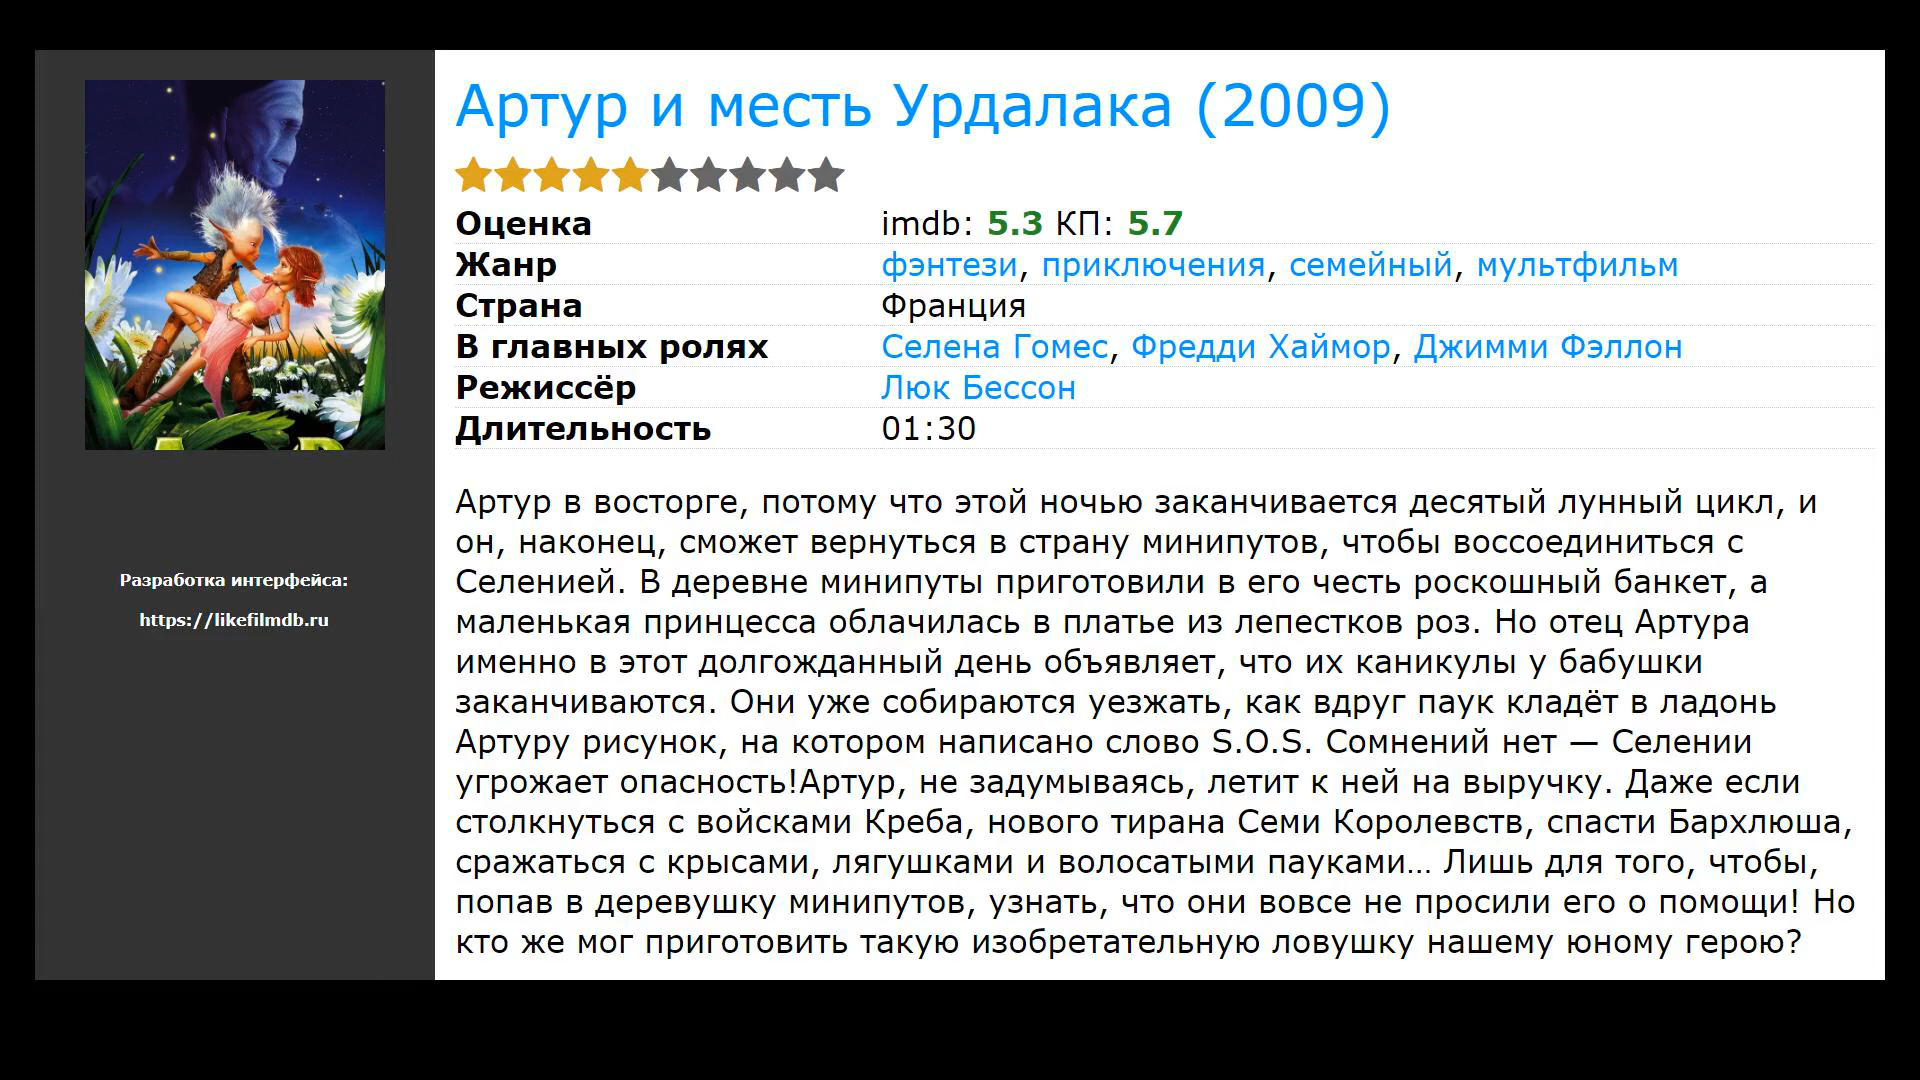 Артур и месть Урдалака (2009)
Оценка imdb: 5.3 КП: 5.7
Жанр фэнтези, приключения, семейный, мультфильм
Страна Франция
В главных ролях Селена Гомес, Фредди Хаймор, Джимми Фэллон
Режиссёр Люк Бессон
Длительность 01:30
Артур в восторге, потому что этой ночью заканчивается десятый лунный цикл, и
он, наконец, сможет вернуться в страну минипутов, чтобы воссоединиться с
Селенией. В деревне минипуты приготовили в его честь роскошный банкет, а
маленькая принцесса облачилась в платье из лепестков роз. Но отец Артура
именно в этот долгожданный день объявляет, что их каникулы у бабушки
заканчиваются. Они уже собираются уезжать, как вдруг паук кладёт в ладонь
Артуру рисунок, на котором написано слово S.O.S. Сомнений нет — Селении
угрожает опасность!Артур, не задумываясь, летит к ней на выручку. Даже если
столкнуться с войсками Креба, нового тирана Семи Королевств, спасти Бархлюша,
сражаться с крысами, лягушками и волосатыми пауками… Лишь для того, чтобы,
попав в деревушку минипутов, узнать, что они вовсе не просили его о помощи! Но
кто же мог приготовить такую изобретательную ловушку нашему юному герою?
Разработка интерфейса:
https://likefilmdb.ru